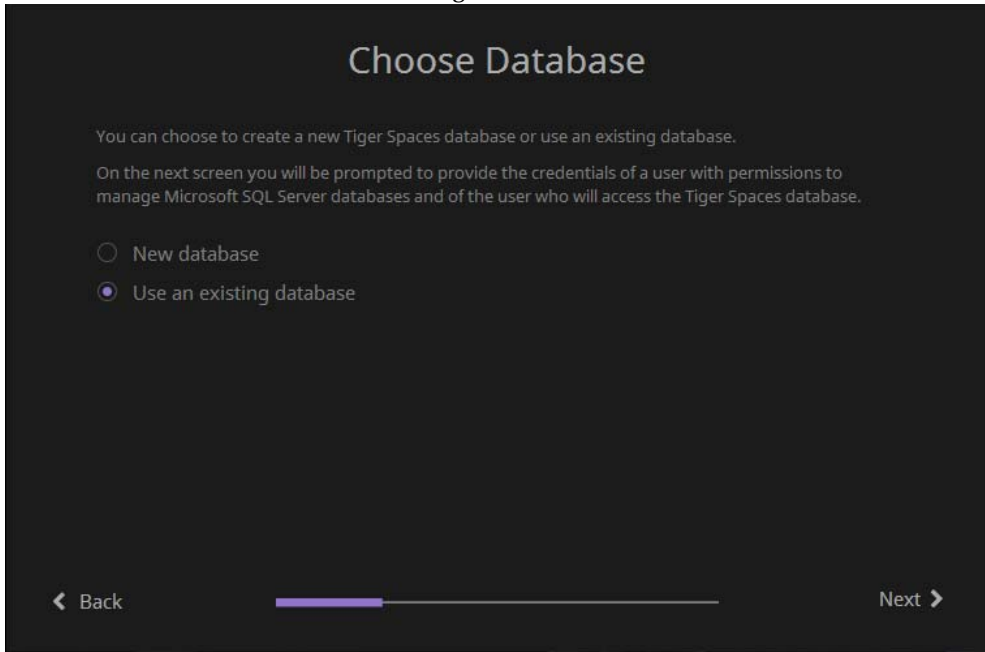 Choose Database
You can choose to create a new Tiger Spaces database or use an existing database.
On the next screen you will be prompted to provide the credentials of a user with permissions to
manage Microsoft SQL Server databases and of the user who will access the Tiger Spaces database.
New database
Use an existing database
Back
Next